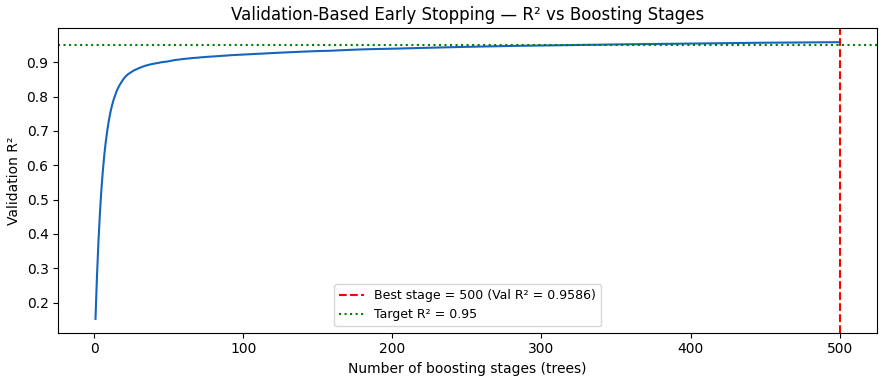 Validation-Based Early Stopping — R² vs Boosting Stages
Validation R²
0.9
0.8
0.7
0.6
0.5
0.4
0.3
0.2
Best stage = 500 (Val R² = 0.9586)
Target R² = 0.95
0 100 200 300 400 500
Number of boosting stages (trees)